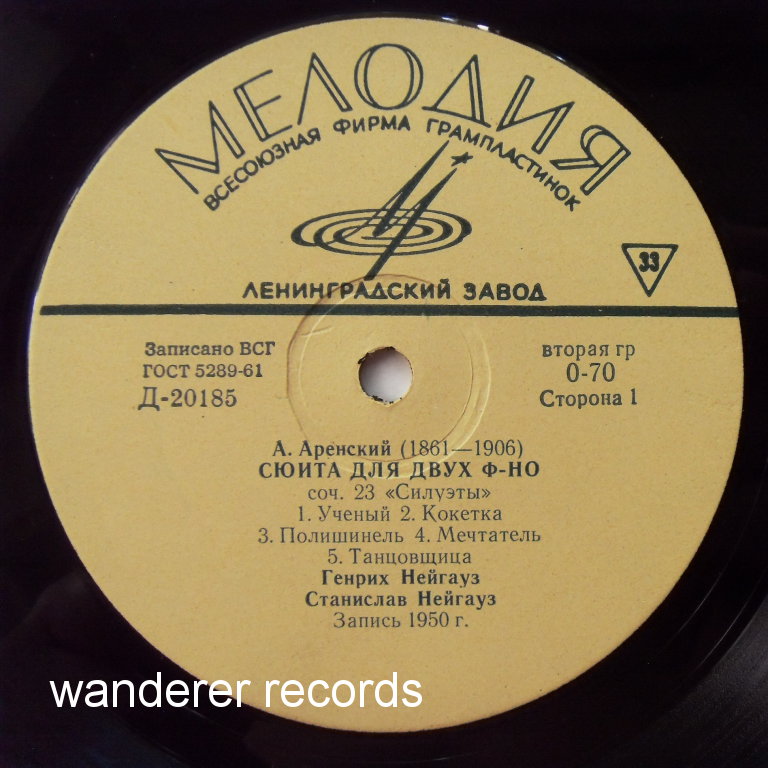 МЕЛОДИЯ
ВСЕСОЮЗНАЯ ФИРМА ГРАМПЛАСТИНОК
33
ЛЕНИНГРАДСКИЙ ЗАВОД
Записано ВСГ
ГОСТ 5289-61
Д-20185
вторая гр
0-70
Сторона 1
А. Аренский (1861—1906)
СЮИТА ДЛЯ ДВУХ Ф-НО
соч. 23 «Силуэты»
1. Ученый 2. Кокетка
3. Полишинель 4. Мечтатель
5. Танцовщица
Генрих Нейгауз
Станислав Нейгауз
Запись 1950 г.
wanderer records